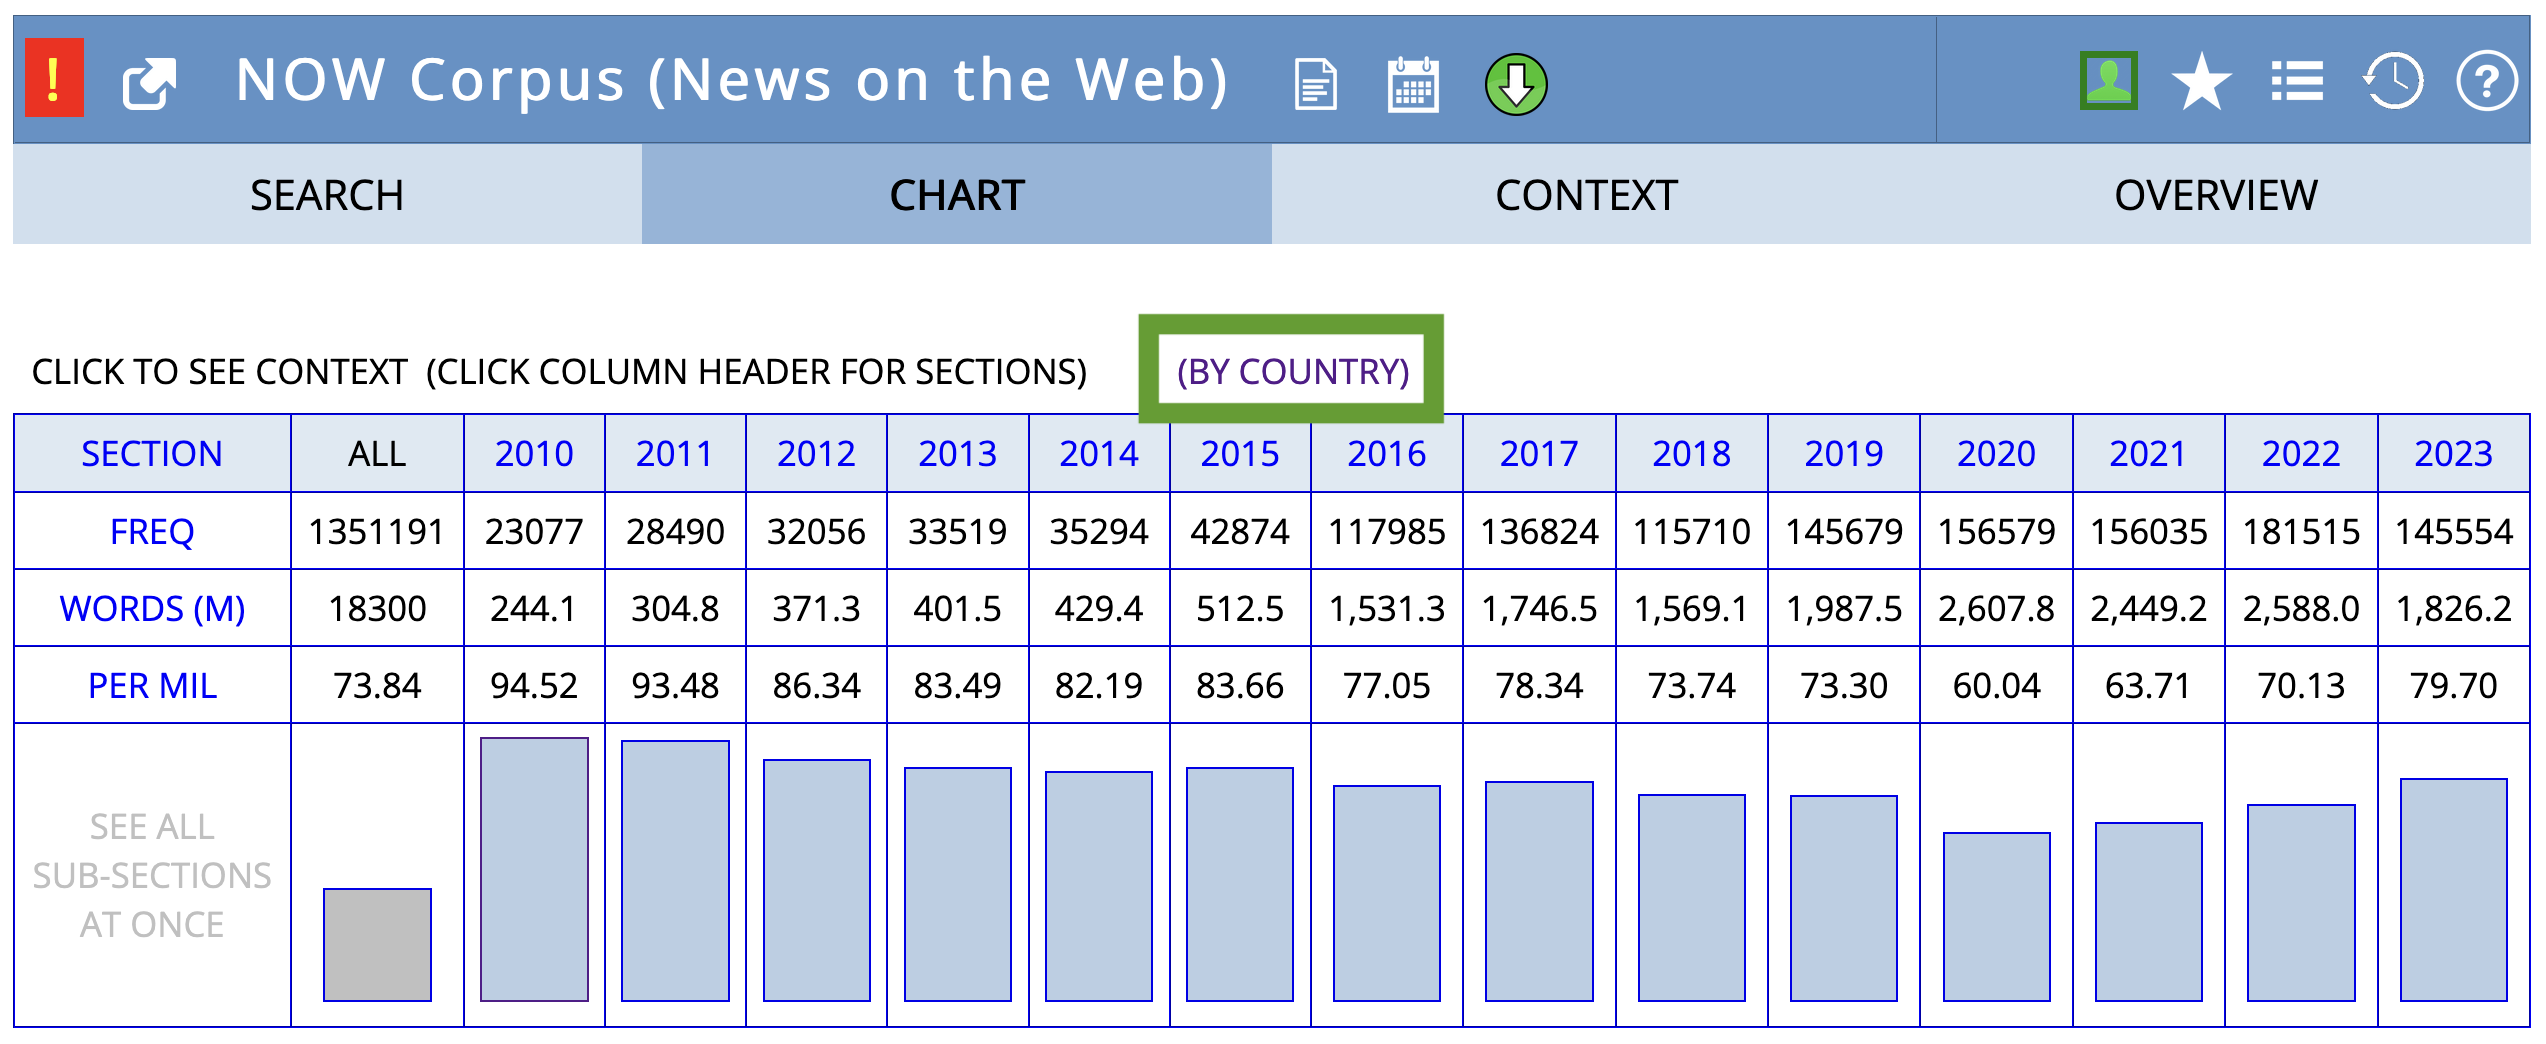 ! NOW Corpus (News on the Web) ?
SEARCH CHART CONTEXT OVERVIEW
CLICK TO SEE CONTEXT (CLICK COLUMN HEADER FOR SECTIONS) (BY COUNTRY)
SECTION ALL 2010 2011 2012 2013 2014 2015 2016 2017 2018 2019 2020 2021 2022 2023
FREQ 1351191 23077 28490 32056 33519 35294 42874 117985 136824 115710 145679 156579 156035 181515 145554
WORDS (M) 18300 244.1 304.8 371.3 401.5 429.4 512.5 1,531.3 1,746.5 1,569.1 1,987.5 2,607.8 2,449.2 2,588.0 1,826.2
PER MIL 73.84 94.52 93.48 86.34 83.49 82.19 83.66 77.05 78.34 73.74 73.30 60.04 63.71 70.13 79.70
SEE ALL
SUB-SECTIONS
AT ONCE